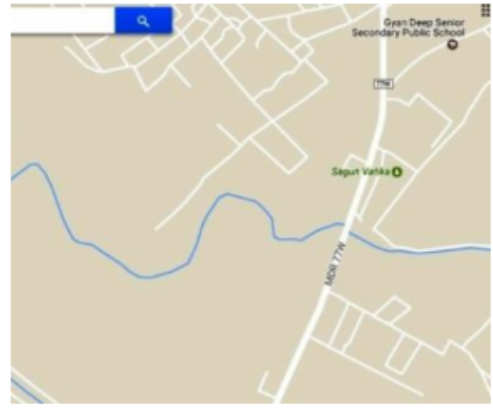 Gyan Deep Senior
Secondary Public School
77W
Sagun Vatika
MDR 77W